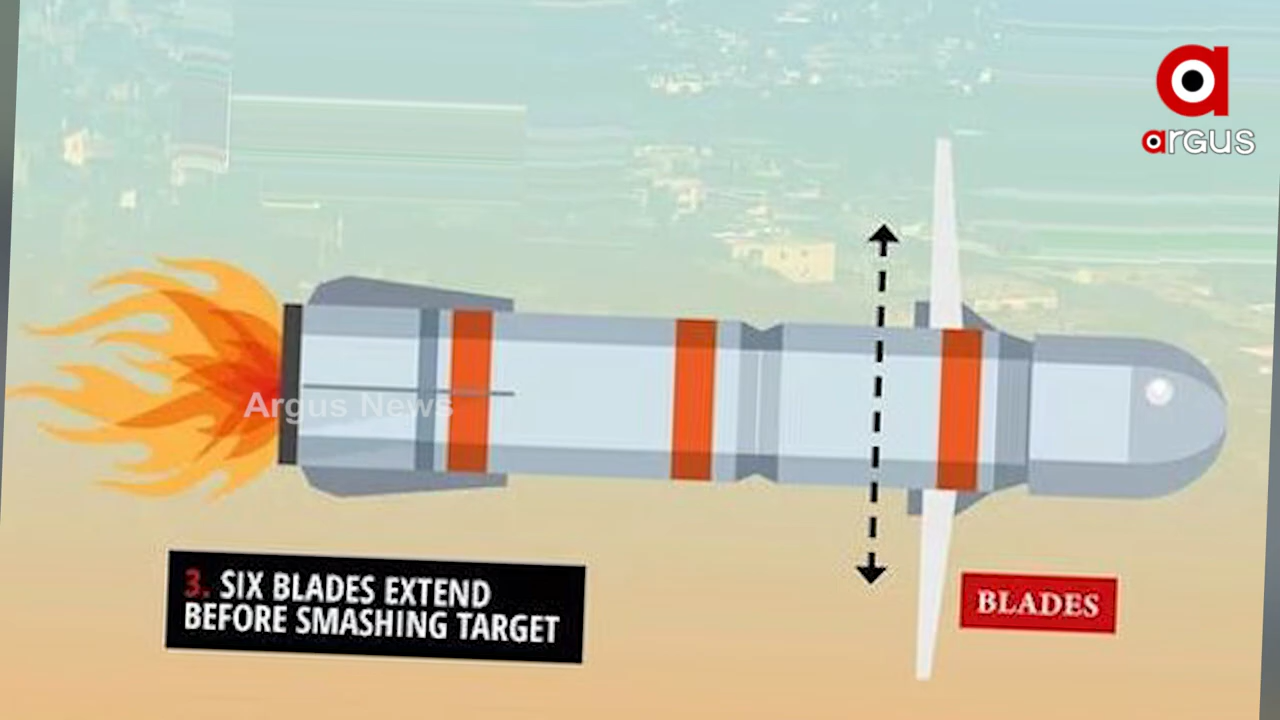 a
argus
Argus News
3. SIX BLADES EXTEND
BEFORE SMASHING TARGET
BLADES